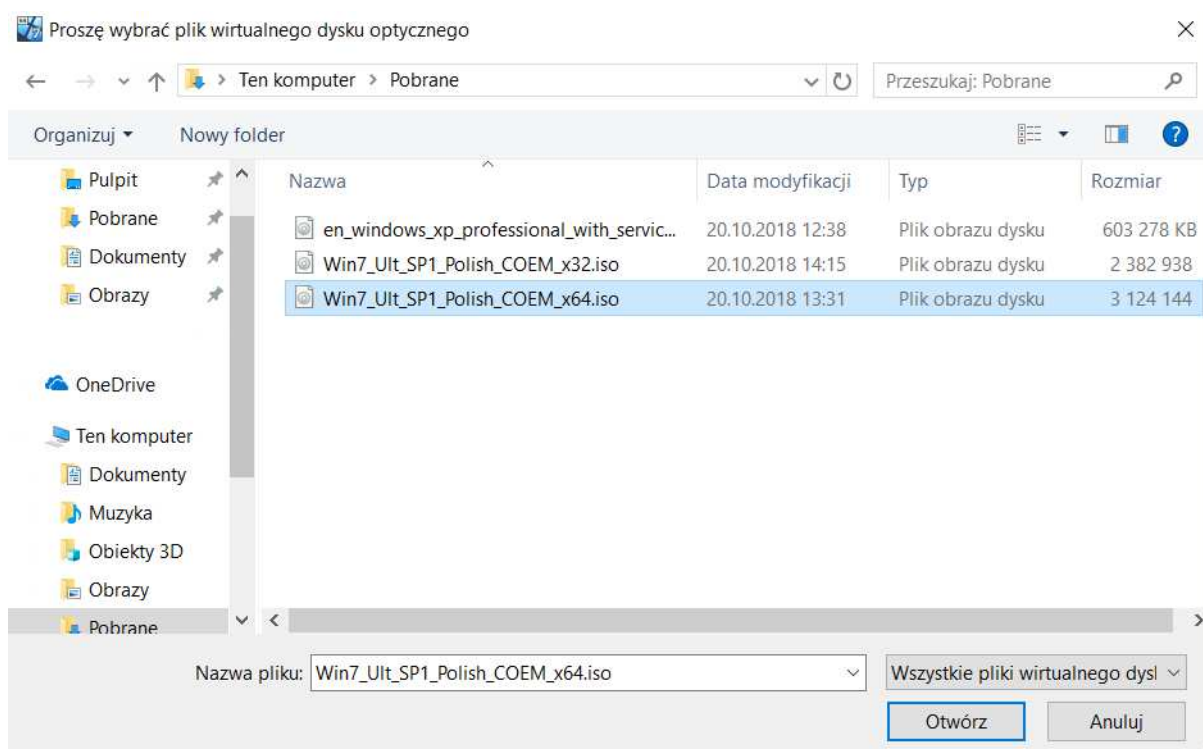 Proszę wybrać plik wirtualnego dysku optycznego
Ten komputer > Pobrane
Przeszukaj: Pobrane
Organizuj
Nowy folder
Pulpit
Pobrane
Dokumenty
Obrazy
OneDrive
Ten komputer
Dokumenty
Muzyka
Obiekty 3D
Obrazy
Pobrane
Nazwa Data modyfikacji Typ Rozmiar
en_windows_xp_professional_with_servic... 20.10.2018 12:38 Plik obrazu dysku 603 278 KB
Win7_Ult_SP1_Polish_COEM_x32.iso 20.10.2018 14:15 Plik obrazu dysku 2 382 938
Win7_Ult_SP1_Polish_COEM_x64.iso 20.10.2018 13:31 Plik obrazu dysku 3 124 144
Nazwa pliku: Win7_Ult_SP1_Polish_COEM_x64.iso
Wszystkie pliki wirtualnego dysl
Otwórz
Anuluj